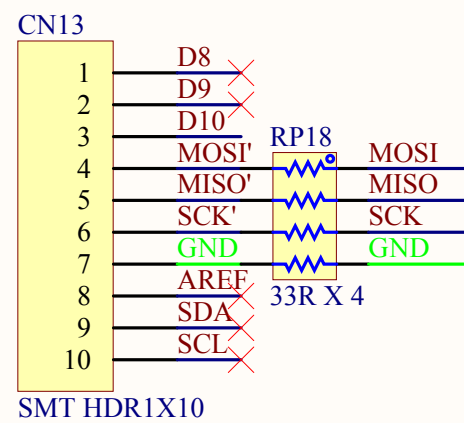 CN13
1 D8
2 D9
3 D10
RP18
4 MOSI' MOSI
5 MISO' MISO
6 SCK' SCK
7 GND GND
8 AREF
33R X 4
9 SDA
10 SCL
SMT HDR1X10